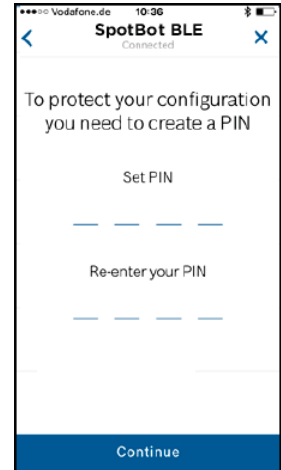 Vodafone.de 10:36
SpotBot BLE
Connected
To protect your configuration
you need to create a PIN
Set PIN
Re-enter your PIN
Continue